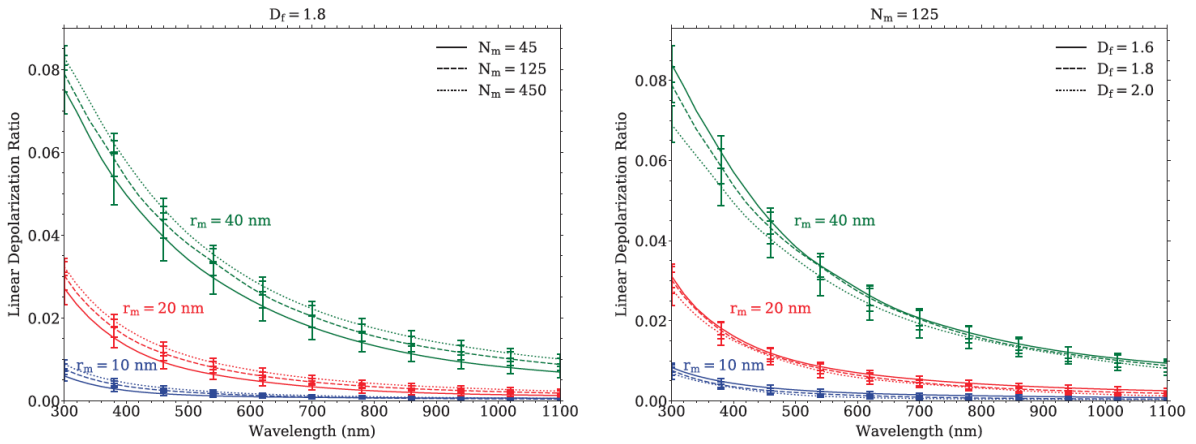 D_f = 1.8
Linear Depolarization Ratio
0.08
0.06
0.04
0.02
0.00
N_m = 45
N_m = 125
N_m = 450
r_m = 40 nm
r_m = 20 nm
r_m = 10 nm
300 400 500 600 700 800 900 1000 1100
Wavelength (nm)
N_m = 125
Linear Depolarization Ratio
0.08
0.06
0.04
0.02
0.00
D_f = 1.6
D_f = 1.8
D_f = 2.0
r_m = 40 nm
r_m = 20 nm
r_m = 10 nm
300 400 500 600 700 800 900 1000 1100
Wavelength (nm)